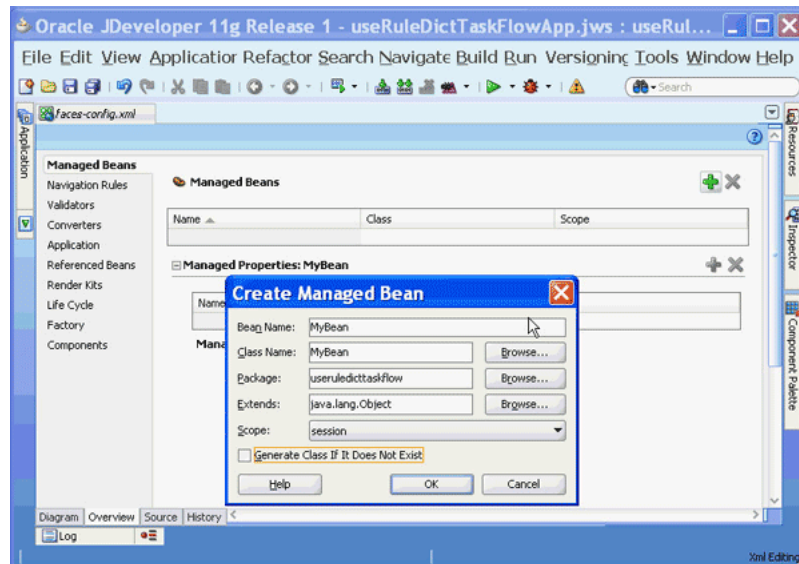 Oracle JDeveloper 11g Release 1 - useRuleDictTaskFlowApp.jws : useRul...
File Edit View Application Refactor Search Navigate Build Run Versioning Tools Window Help
Search
faces-config.xml
Application
Resources
Inspector
Component Palette
Managed Beans
Navigation Rules
Validators
Converters
Application
Referenced Beans
Render Kits
Life Cycle
Factory
Components
Managed Beans
Name Class Scope
Managed Properties: MyBean
Name
Mana
Create Managed Bean
Bean Name: MyBean
Class Name: MyBean Browse...
Package: useruledicttaskflow Browse...
Extends: java.lang.Object Browse...
Scope: session
Generate Class If It Does Not Exist
Help OK Cancel
Diagram Overview Source History
Log
Xml Editing